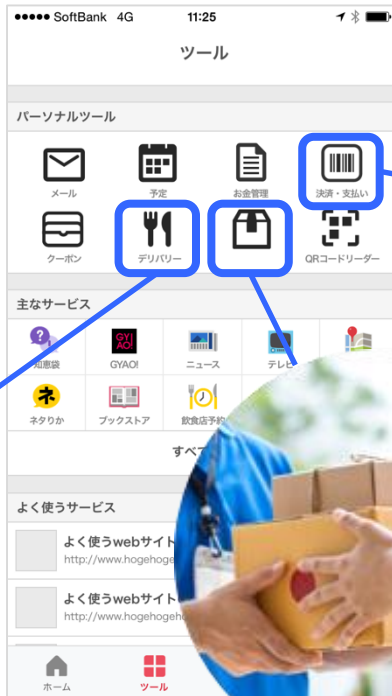 SoftBank 4G 11:25
ツール
パーソナルツール
メール 予定 お金管理 決済・支払い
クーポン デリバリー QRコードリーダー
主なサービス
知恵袋 GYAO! ニュース テレビ
ネタりか ブックストア 飲食店予約
すべ
よく使うサービス
よく使うwebサイト
http://www.hogehoge
よく使うwebサイト
http://www.hogeho
ホーム ツール